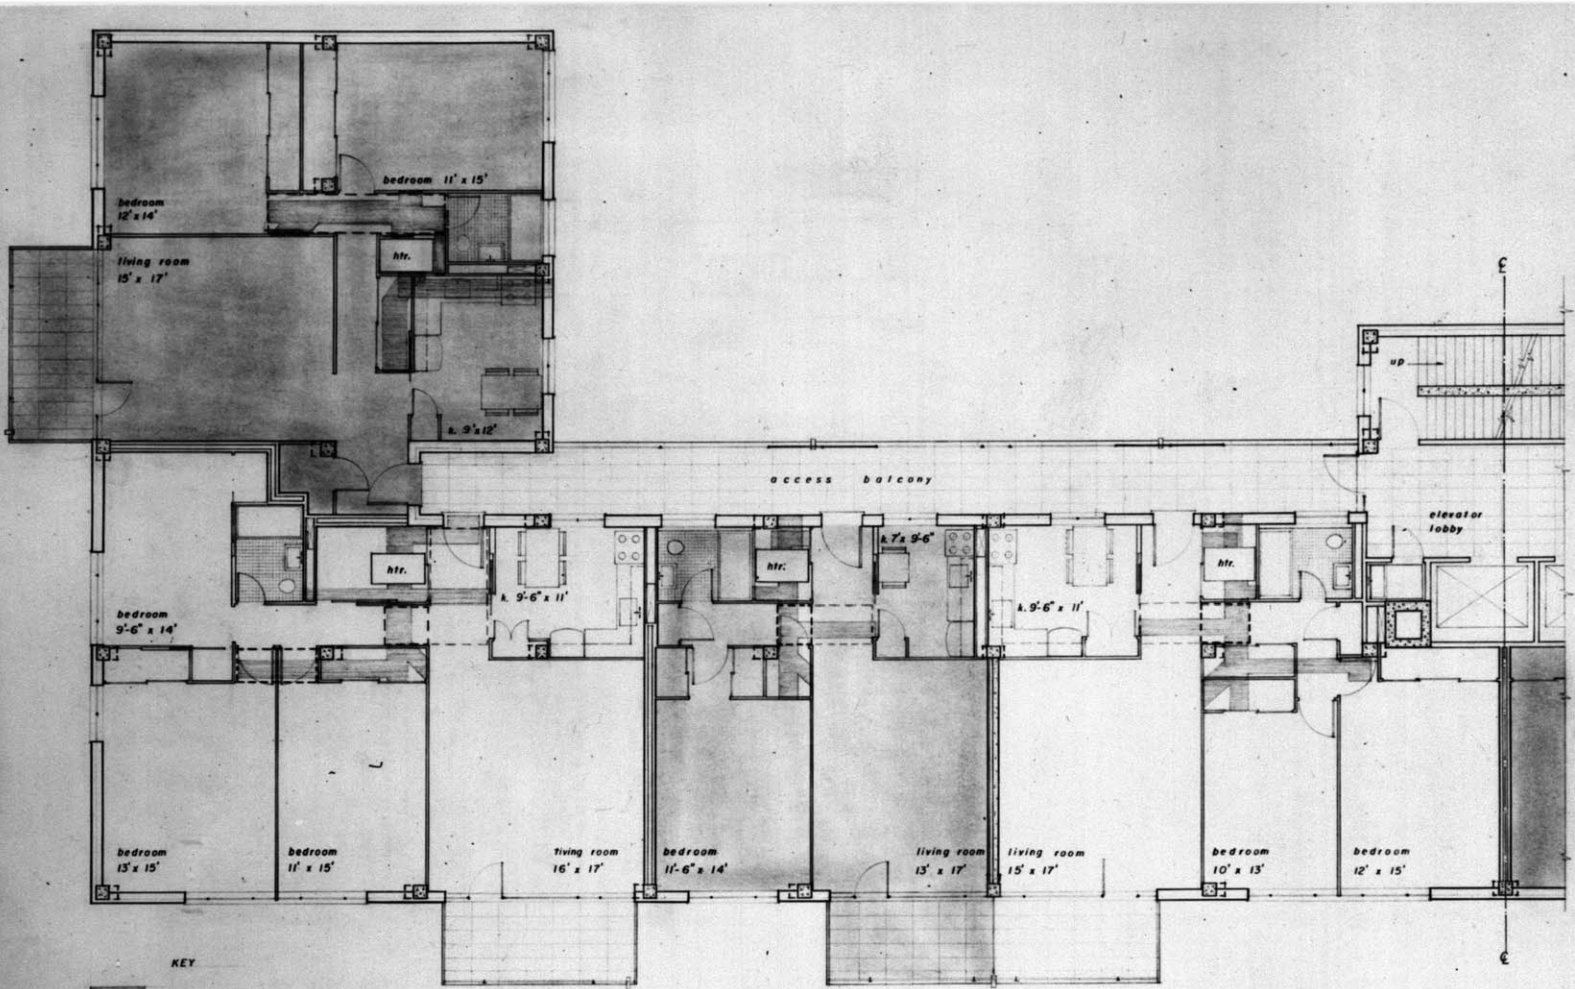 bedroom 11' x 15'
bedroom
12' x 14'
living room
15' x 17'
htr.
k. 9' x 12'
℄
up
access balcony
elevator
lobby
htr.
k. 9'-6" x 11'
htr.
k. 7' x 9'-6"
k. 9'-6" x 11'
htr.
bedroom
9'-6" x 14'
bedroom
13' x 15'
bedroom
11' x 15'
living room
16' x 17'
bedroom
11'-6" x 14'
living room
13' x 17'
living room
15' x 17'
bedroom
10' x 13'
bedroom
12' x 15'
KEY
℄